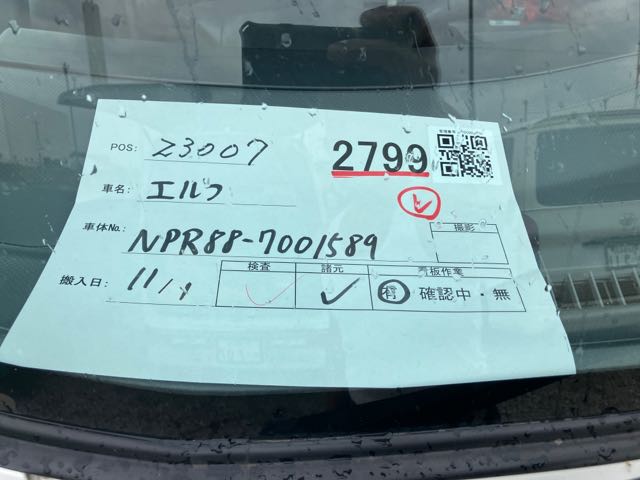 POS: Z3007
2799
車名: エルフ
車体No.: NPR88-7001589
撮影
搬入日: 11/1
検査 諸元 看板作業
✓ 有 確認中・無